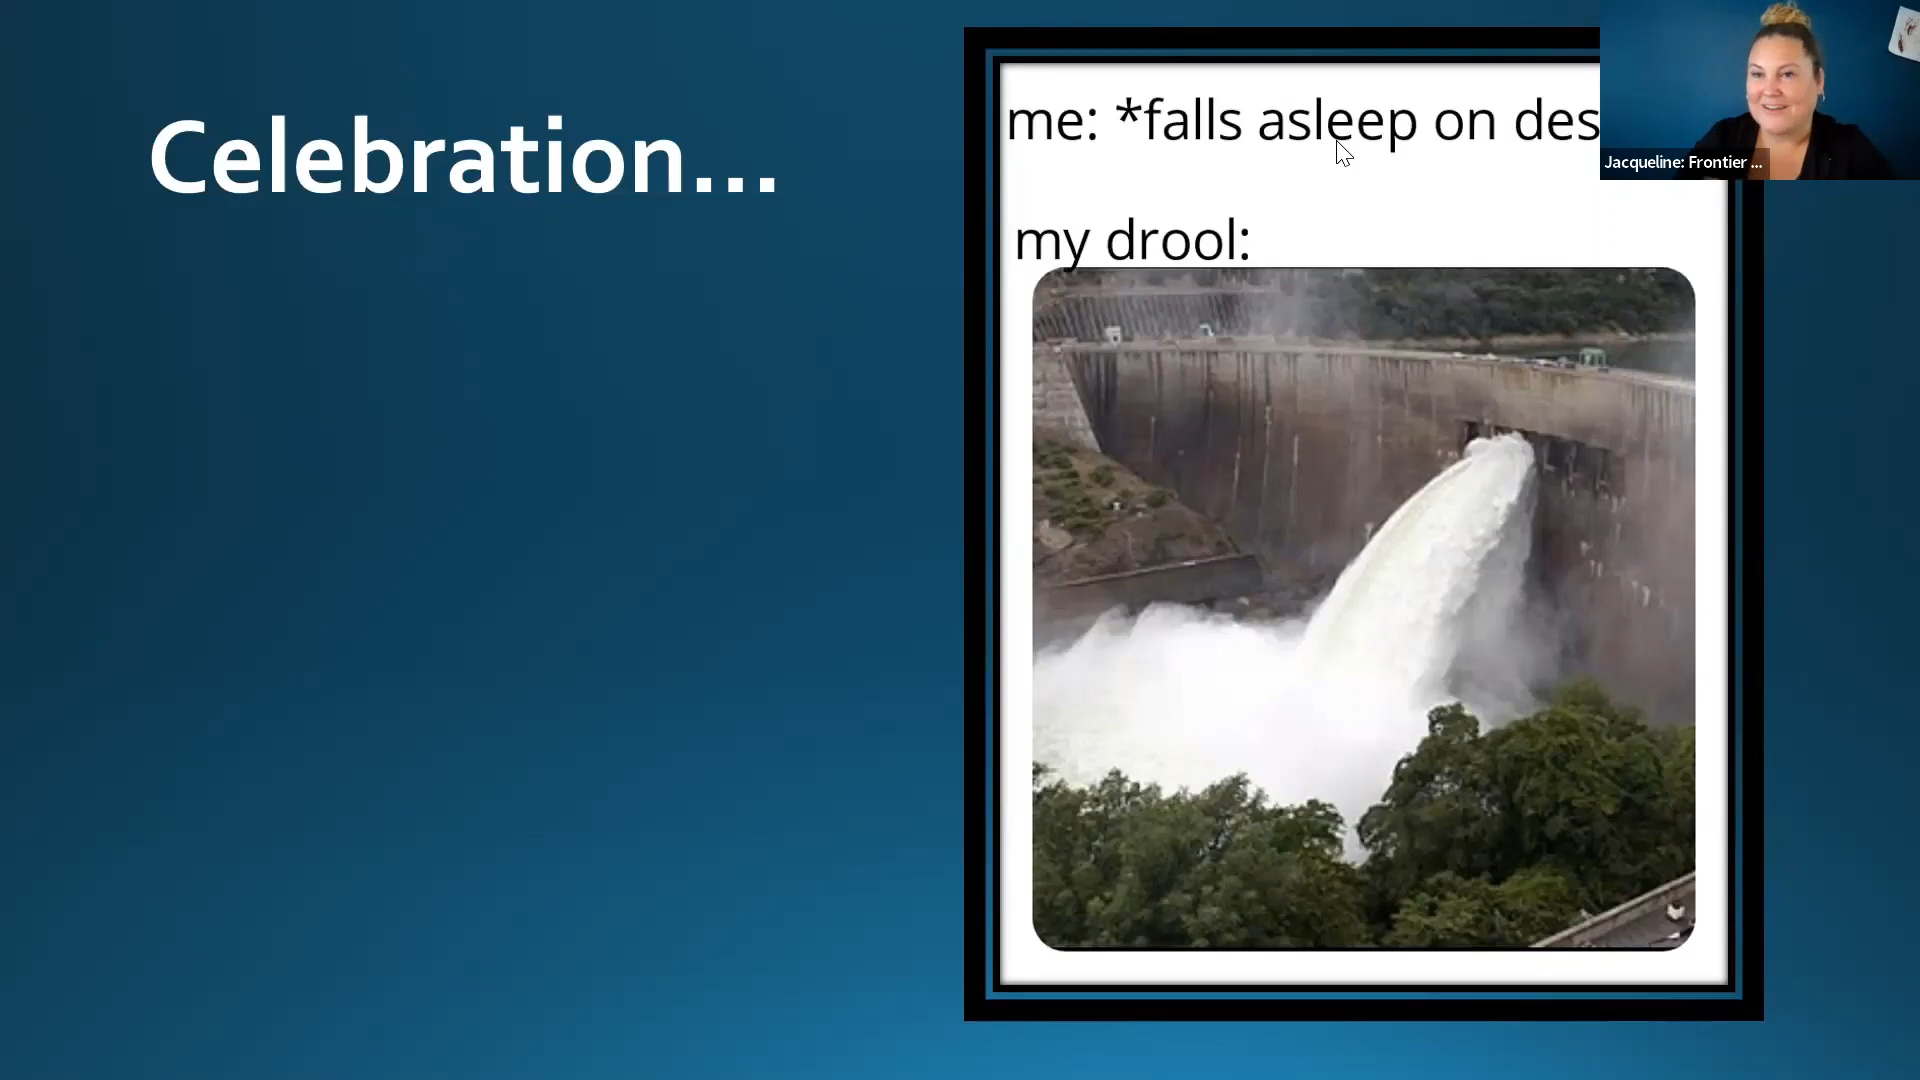 Celebration...
me: *falls asleep on des
my drool:
Jacqueline: Frontier ...